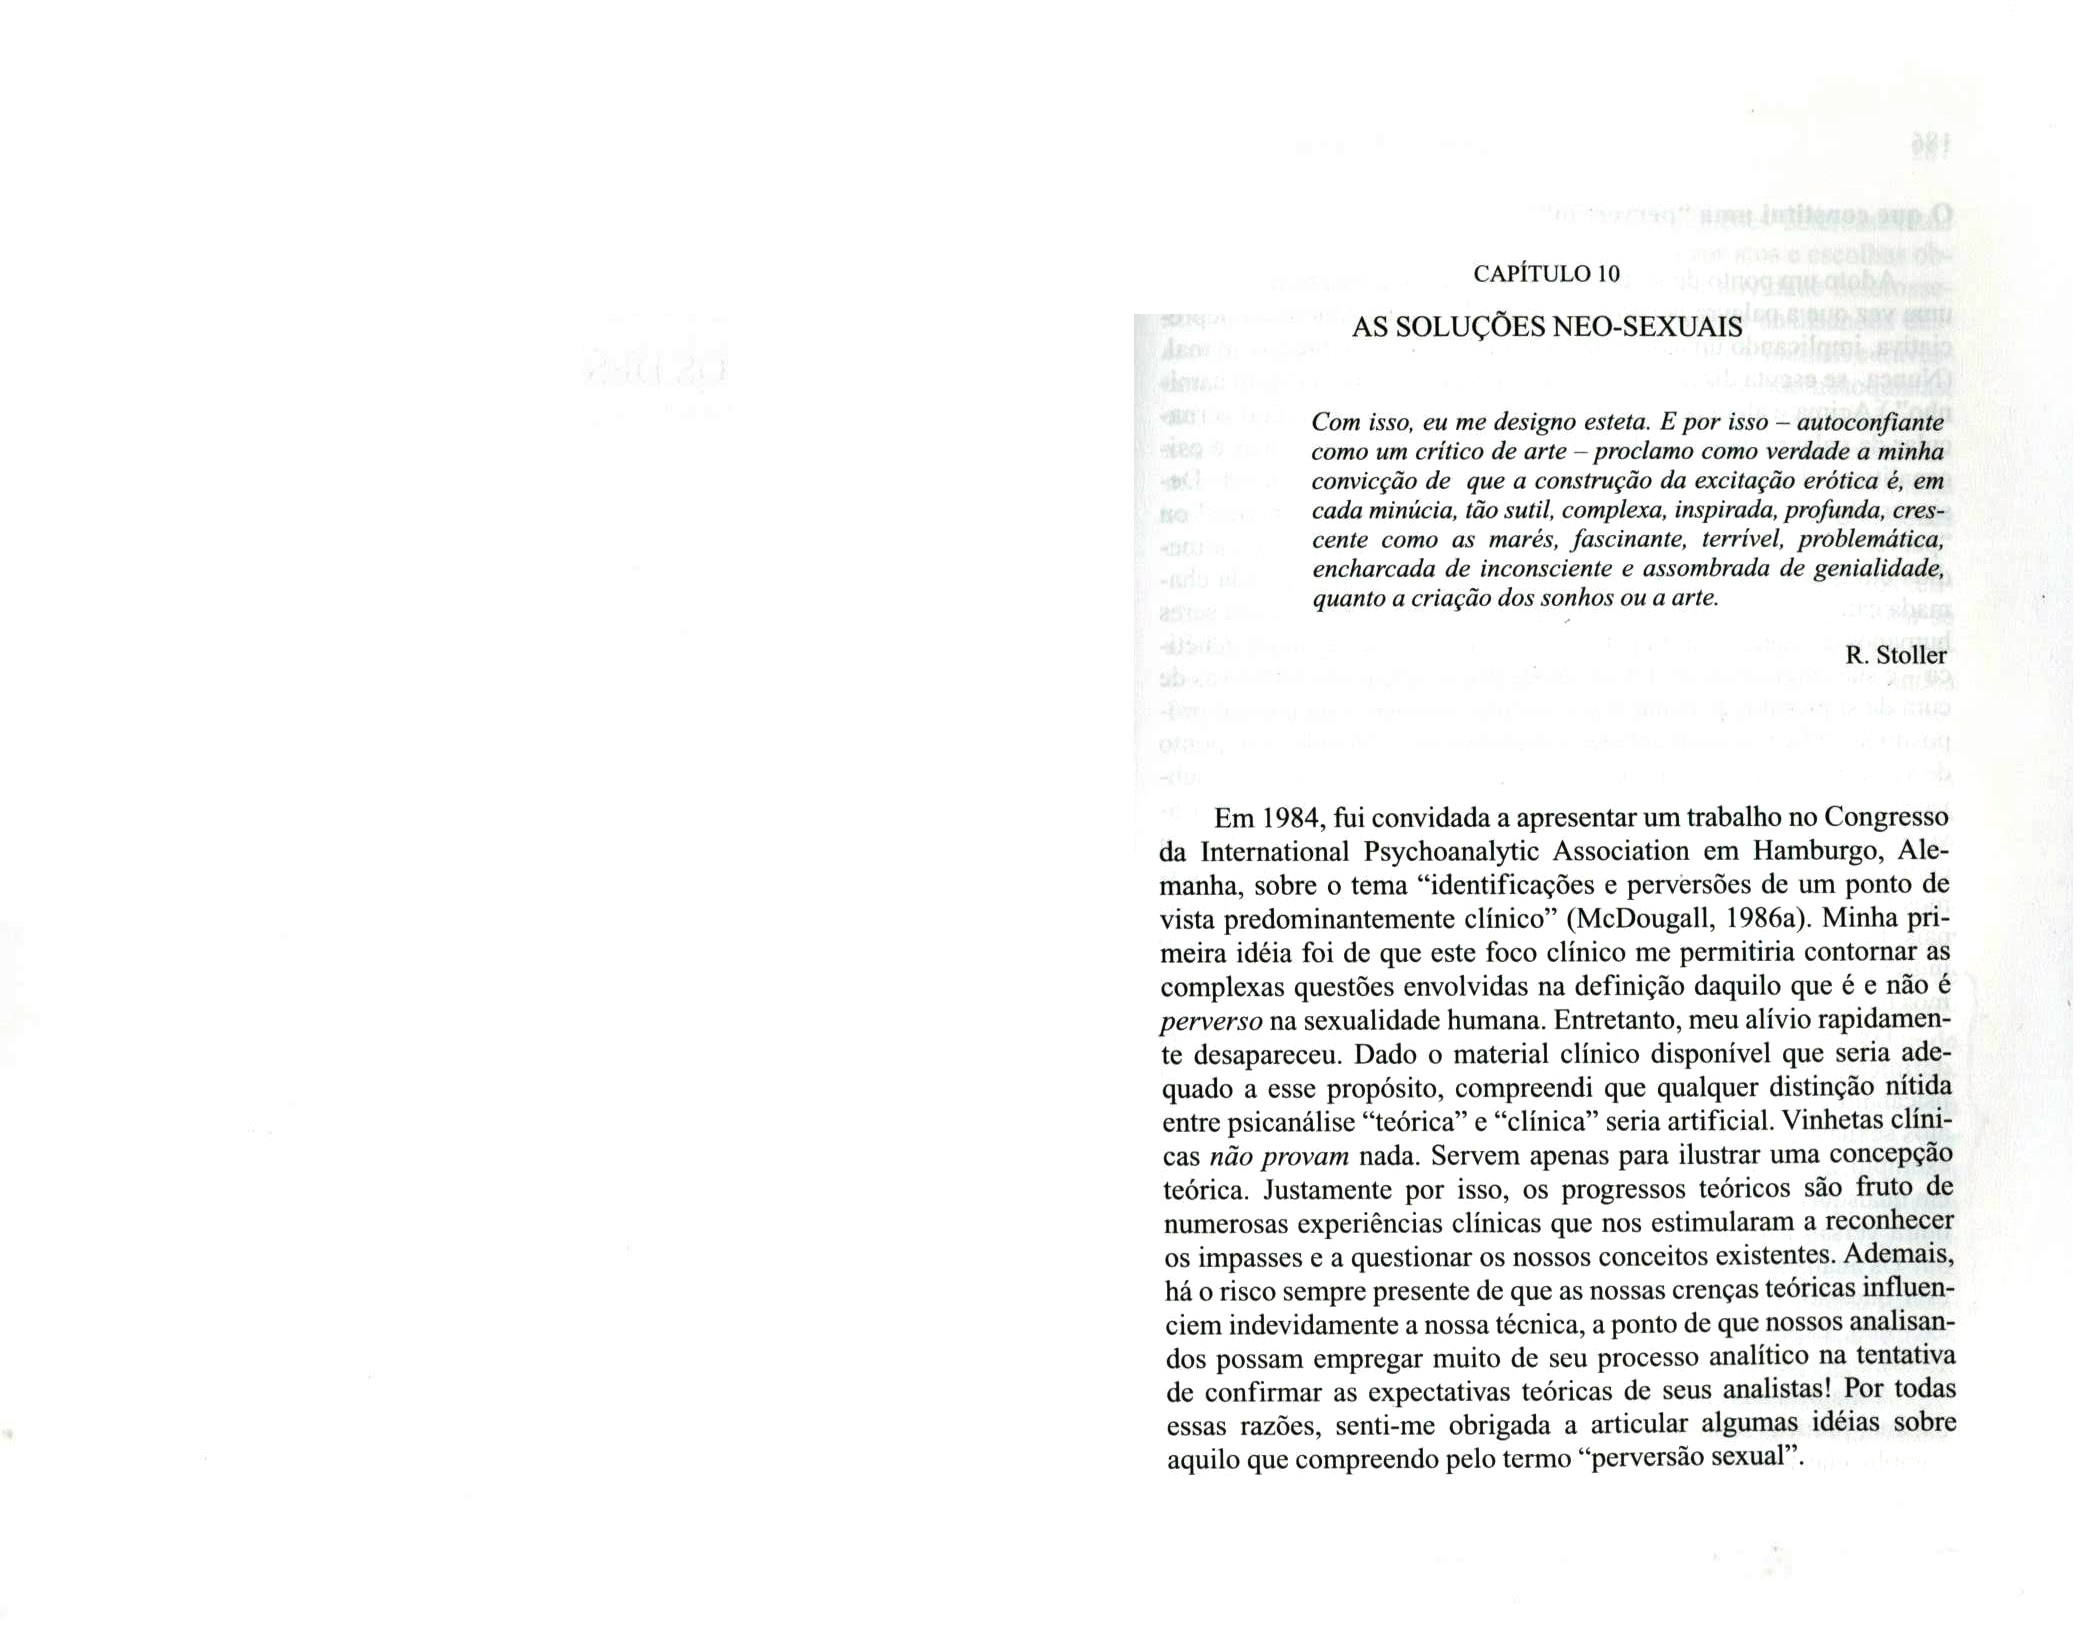 CAPÍTULO 10
AS SOLUÇÕES NEO-SEXUAIS
Com isso, eu me designo esteta. E por isso – autoconfiante
como um crítico de arte – proclamo como verdade a minha
convicção de que a construção da excitação erótica é, em
cada minúcia, tão sutil, complexa, inspirada, profunda, cres-
cente como as marés, fascinante, terrível, problemática,
encharcada de inconsciente e assombrada de genialidade,
quanto a criação dos sonhos ou a arte.
R. Stoller
Em 1984, fui convidada a apresentar um trabalho no Congresso
da International Psychoanalytic Association em Hamburgo, Ale-
manha, sobre o tema “identificações e perversões de um ponto de
vista predominantemente clínico” (McDougall, 1986a). Minha pri-
meira idéia foi de que este foco clínico me permitiria contornar as
complexas questões envolvidas na definição daquilo que é e não é
perverso na sexualidade humana. Entretanto, meu alívio rapidamen-
te desapareceu. Dado o material clínico disponível que seria ade-
quado a esse propósito, compreendi que qualquer distinção nítida
entre psicanálise “teórica” e “clínica” seria artificial. Vinhetas clíni-
cas não provam nada. Servem apenas para ilustrar uma concepção
teórica. Justamente por isso, os progressos teóricos são fruto de
numerosas experiências clínicas que nos estimularam a reconhecer
os impasses e a questionar os nossos conceitos existentes. Ademais,
há o risco sempre presente de que as nossas crenças teóricas influen-
ciem indevidamente a nossa técnica, a ponto de que nossos analisan-
dos possam empregar muito de seu processo analítico na tentativa
de confirmar as expectativas teóricas de seus analistas! Por todas
essas razões, senti-me obrigada a articular algumas idéias sobre
aquilo que compreendo pelo termo “perversão sexual”.